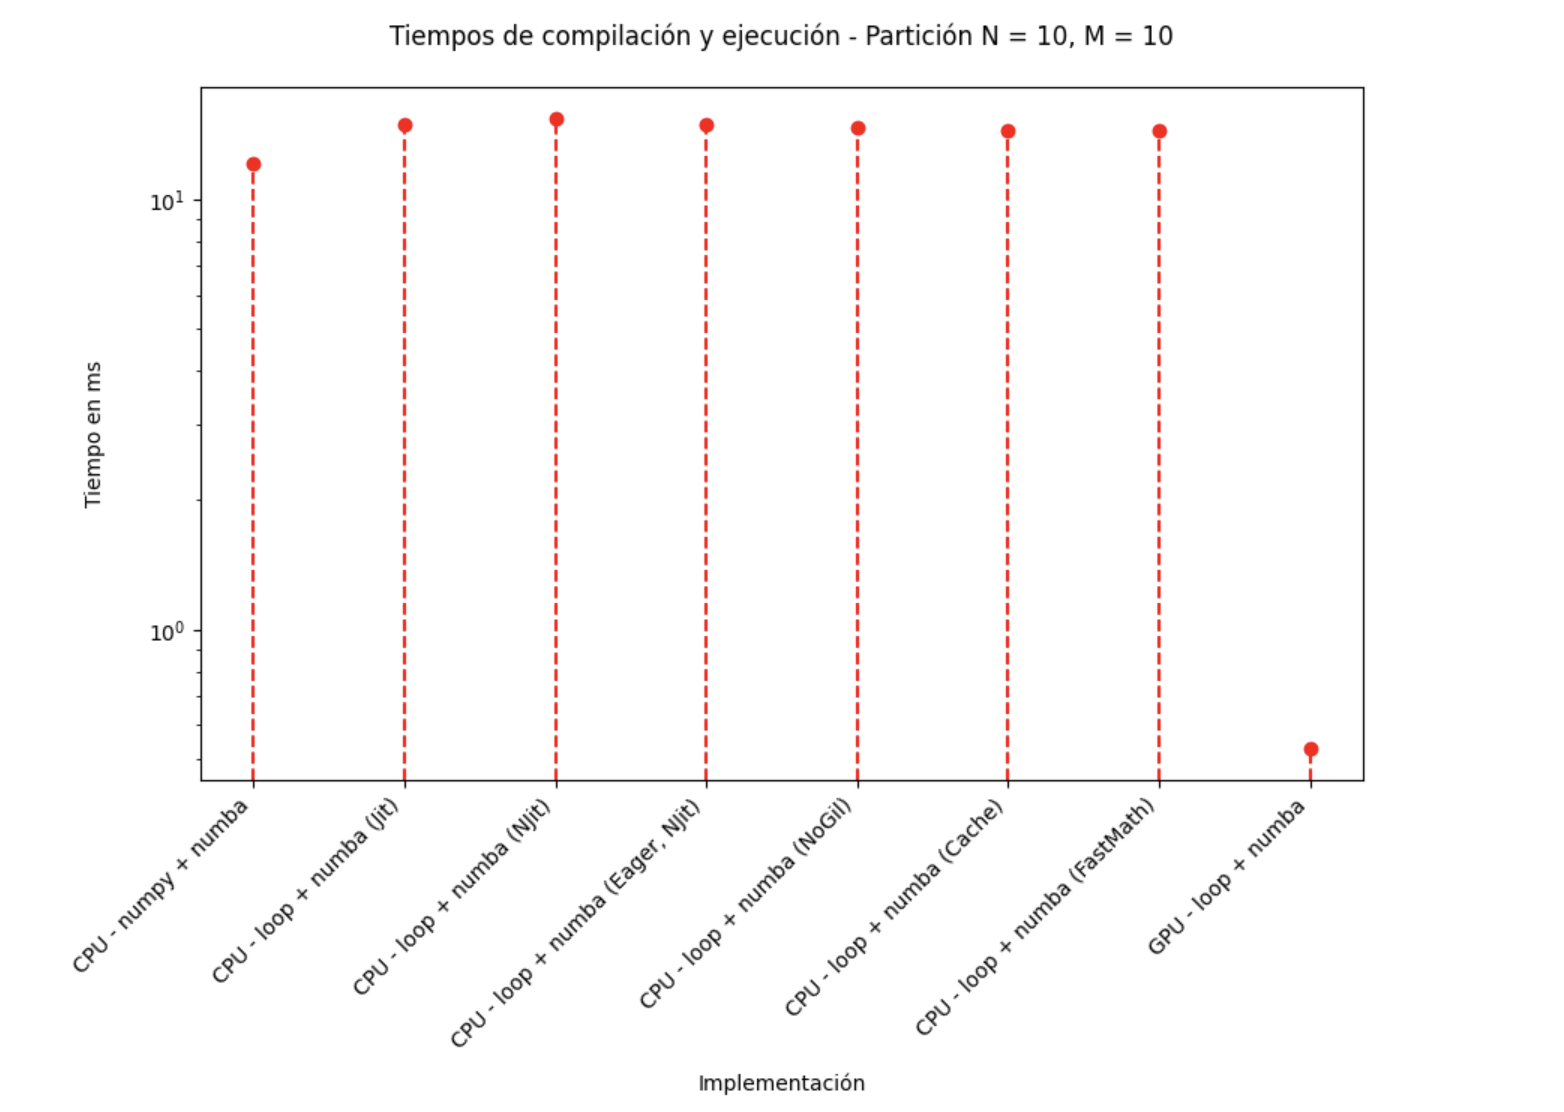 Tiempos de compilación y ejecución - Partición N = 10, M = 10
Tiempo en ms
10¹
10⁰
CPU - numpy + numba
CPU - loop + numba (Jit)
CPU - loop + numba (NJit)
CPU - loop + numba (Eager, NJit)
CPU - loop + numba (NoGil)
CPU - loop + numba (Cache)
CPU - loop + numba (FastMath)
GPU - loop + numba
Implementación